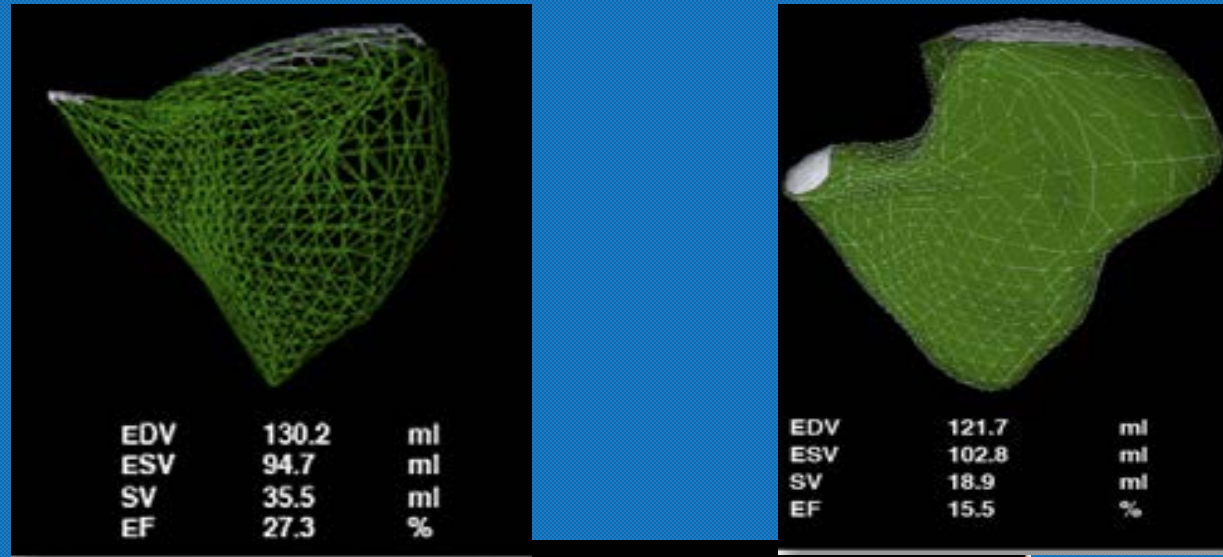 EDV 130.2 ml
ESV 94.7 ml
SV 35.5 ml
EF 27.3 %
EDV 121.7 ml
ESV 102.8 ml
SV 18.9 ml
EF 15.5 %